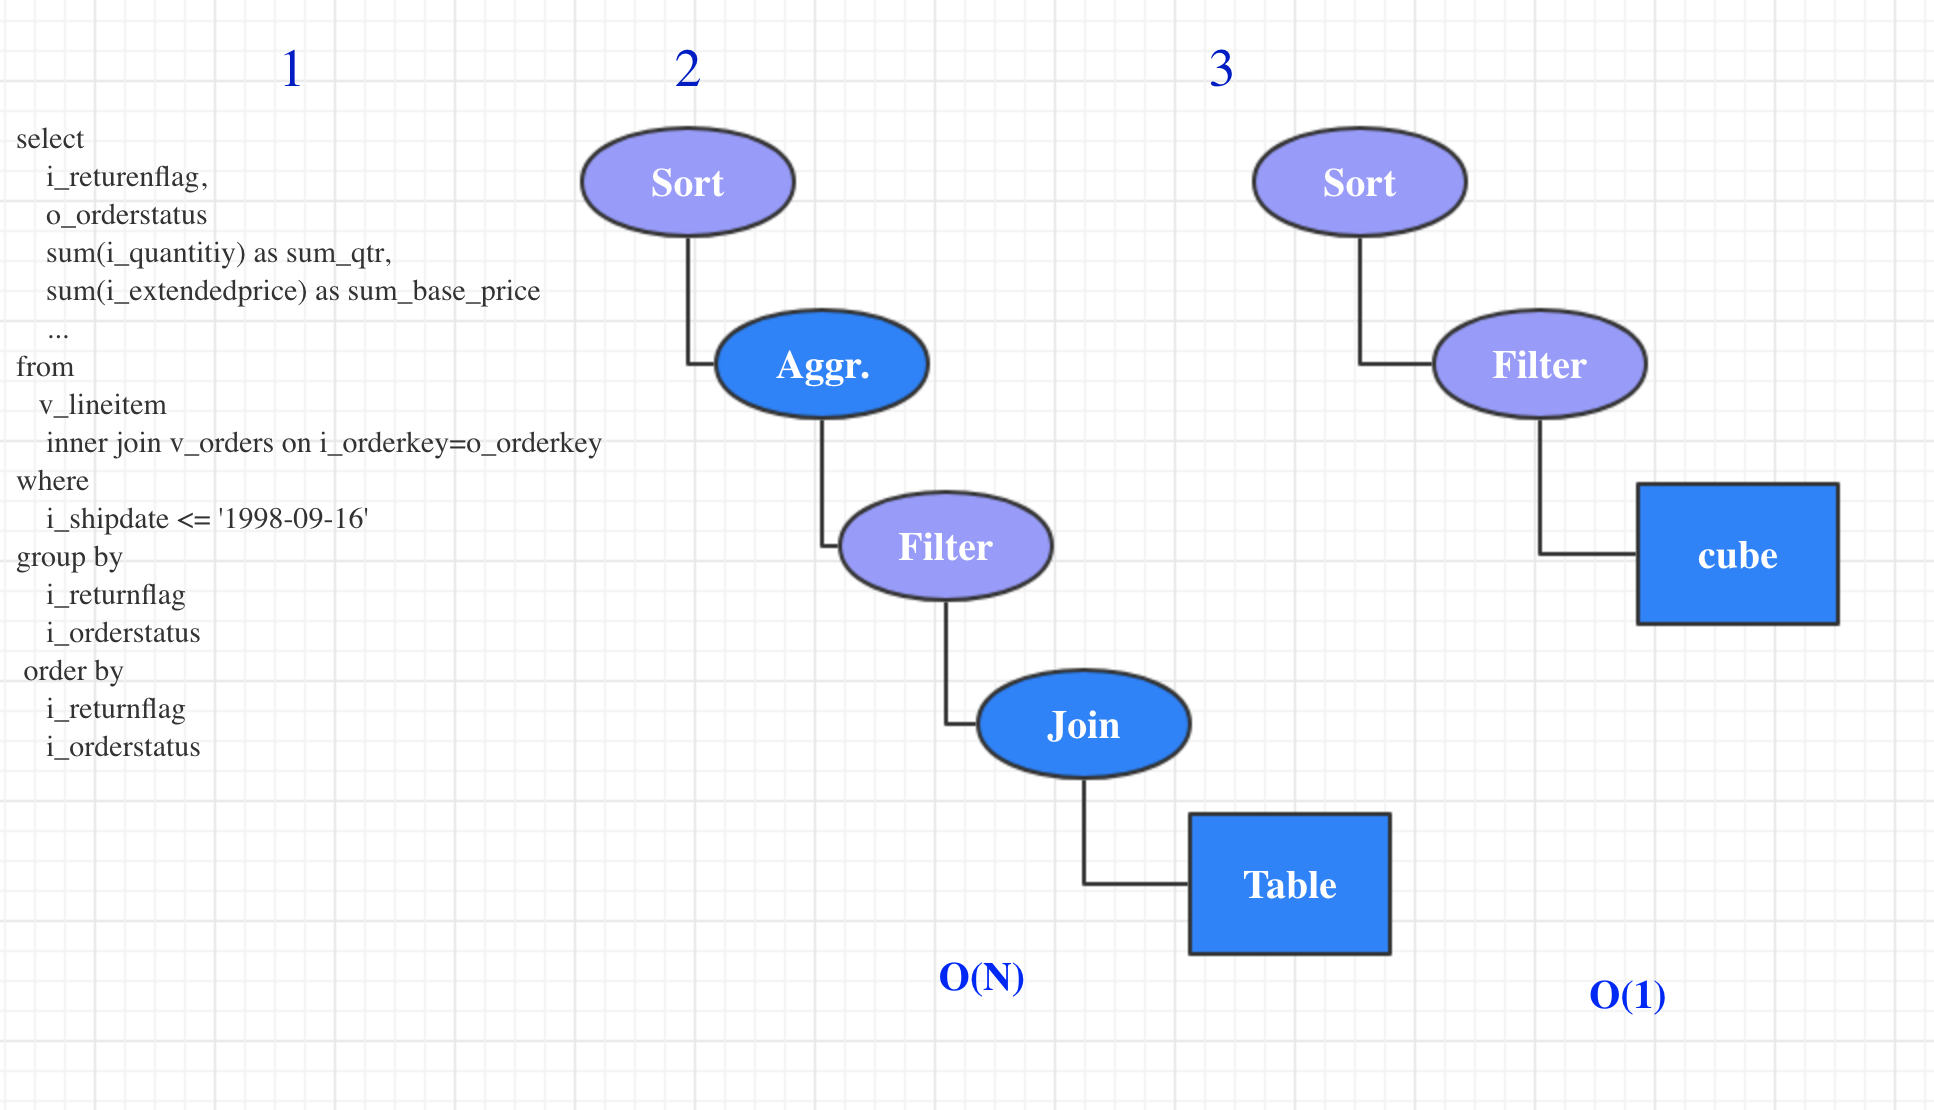 1
2
3
select
i_returenflag,
o_orderstatus
sum(i_quantitiy) as sum_qtr,
sum(i_extendedprice) as sum_base_price
...
from
v_lineitem
inner join v_orders on i_orderkey=o_orderkey
where
i_shipdate <= '1998-09-16'
group by
i_returnflag
i_orderstatus
order by
i_returnflag
i_orderstatus
Sort
Aggr.
Filter
Join
Table
O(N)
Sort
Filter
cube
O(1)